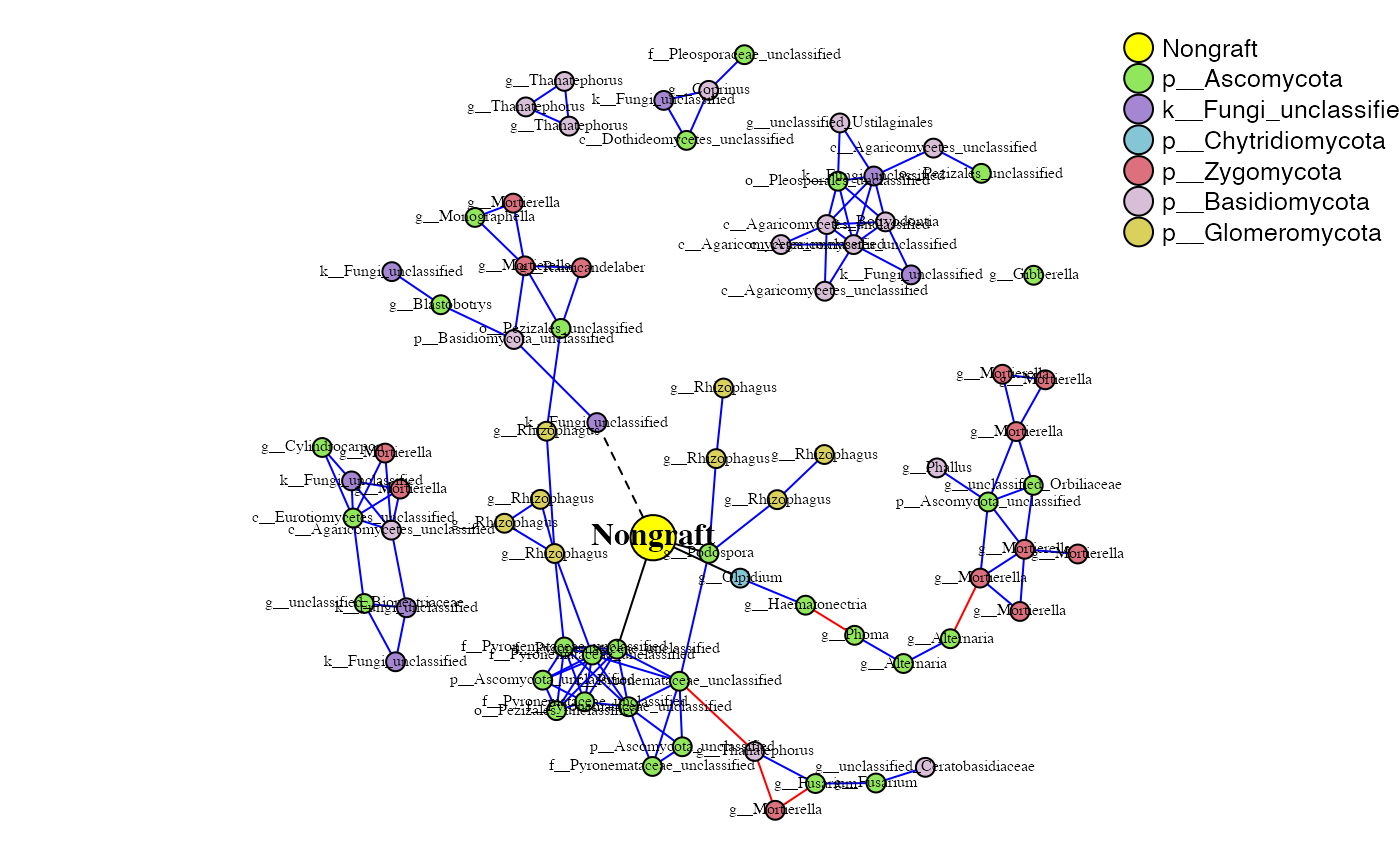 Nongraft
p__Ascomycota
k__Fungi_unclassifie
p__Chytridiomycota
p__Zygomycota
p__Basidiomycota
p__Glomeromycota
f__Pleosporaceae_unclassified
g__Thanatephorus
g__Coprinus
k__Fungi_unclassified
g__Thanatephorus
g__Thanatephorus
c__Dothideomycetes_unclassified
g__unclassified_Ustilaginales
c__Agaricomycetes_unclassified
k__Fungi_unclassified
o__Pezizales_unclassified
o__Pleosporales_unclassified
g__Mortierella
g__Monographella
c__Agaricomycetes_unclassified
c__Agaricomycetes_unclassified
c__Agaricomycetes_unclassified
g__Mortierella
g__Ramicandelaber
k__Fungi_unclassified
k__Fungi_unclassified
g__Gibberella
c__Agaricomycetes_unclassified
g__Blastobotrys
o__Pezizales_unclassified
p__Basidiomycota_unclassified
g__Mortierella
g__Mortierella
g__Rhizophagus
k__Fungi_unclassified
g__Rhizophagus
g__Mortierella
g__Cylindrocarpon
g__Mortierella
g__Rhizophagus
g__Rhizophagus
g__Phallus
k__Fungi_unclassified
g__Mortierella
g__unclassified_Orbiliaceae
g__Rhizophagus
g__Rhizophagus
p__Ascomycota_unclassified
c__Eurotiomycetes_unclassified
g__Rhizophagus
c__Agaricomycetes_unclassified
Nongraft
g__Rhizophagus
g__Podospora
g__Mortierella
g__Mortierella
g__Olpidium
g__Mortierella
g__unclassified_Bionectriaceae
k__Fungi_unclassified
g__Haematonectria
g__Mortierella
g__Phoma
g__Alternaria
f__Pyronemataceae_unclassified
f__Pyronemataceae_unclassified
f__Pyronemataceae_unclassified
k__Fungi_unclassified
g__Alternaria
p__Ascomycota_unclassified
f__Pyronemataceae_unclassified
f__Pyronemataceae_unclassified
o__Pezizales_unclassified
f__Pyronemataceae_unclassified
p__Ascomycota_unclassified
g__Thanatephorus
f__Pyronemataceae_unclassified
g__unclassified_Ceratobasidiaceae
g__Fusarium
g__Fusarium
g__Mortierella